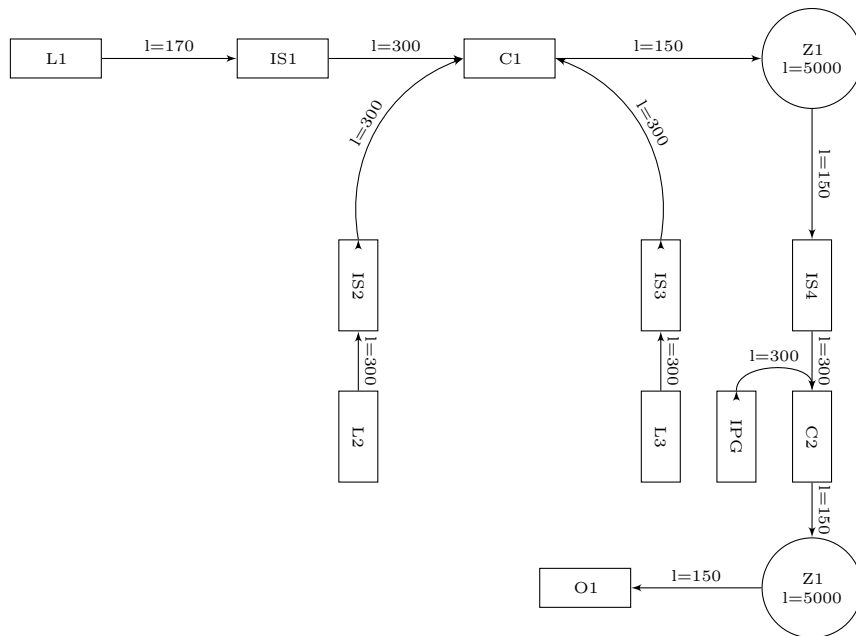 L1
l=170
IS1
l=300
C1
l=150
Z1
l=5000
l=300
l=300
l=150
IS2
IS3
IS4
l=300
l=300
l=300
l=300
L2
L3
IPG
C2
l=150
O1
l=150
Z1
l=5000